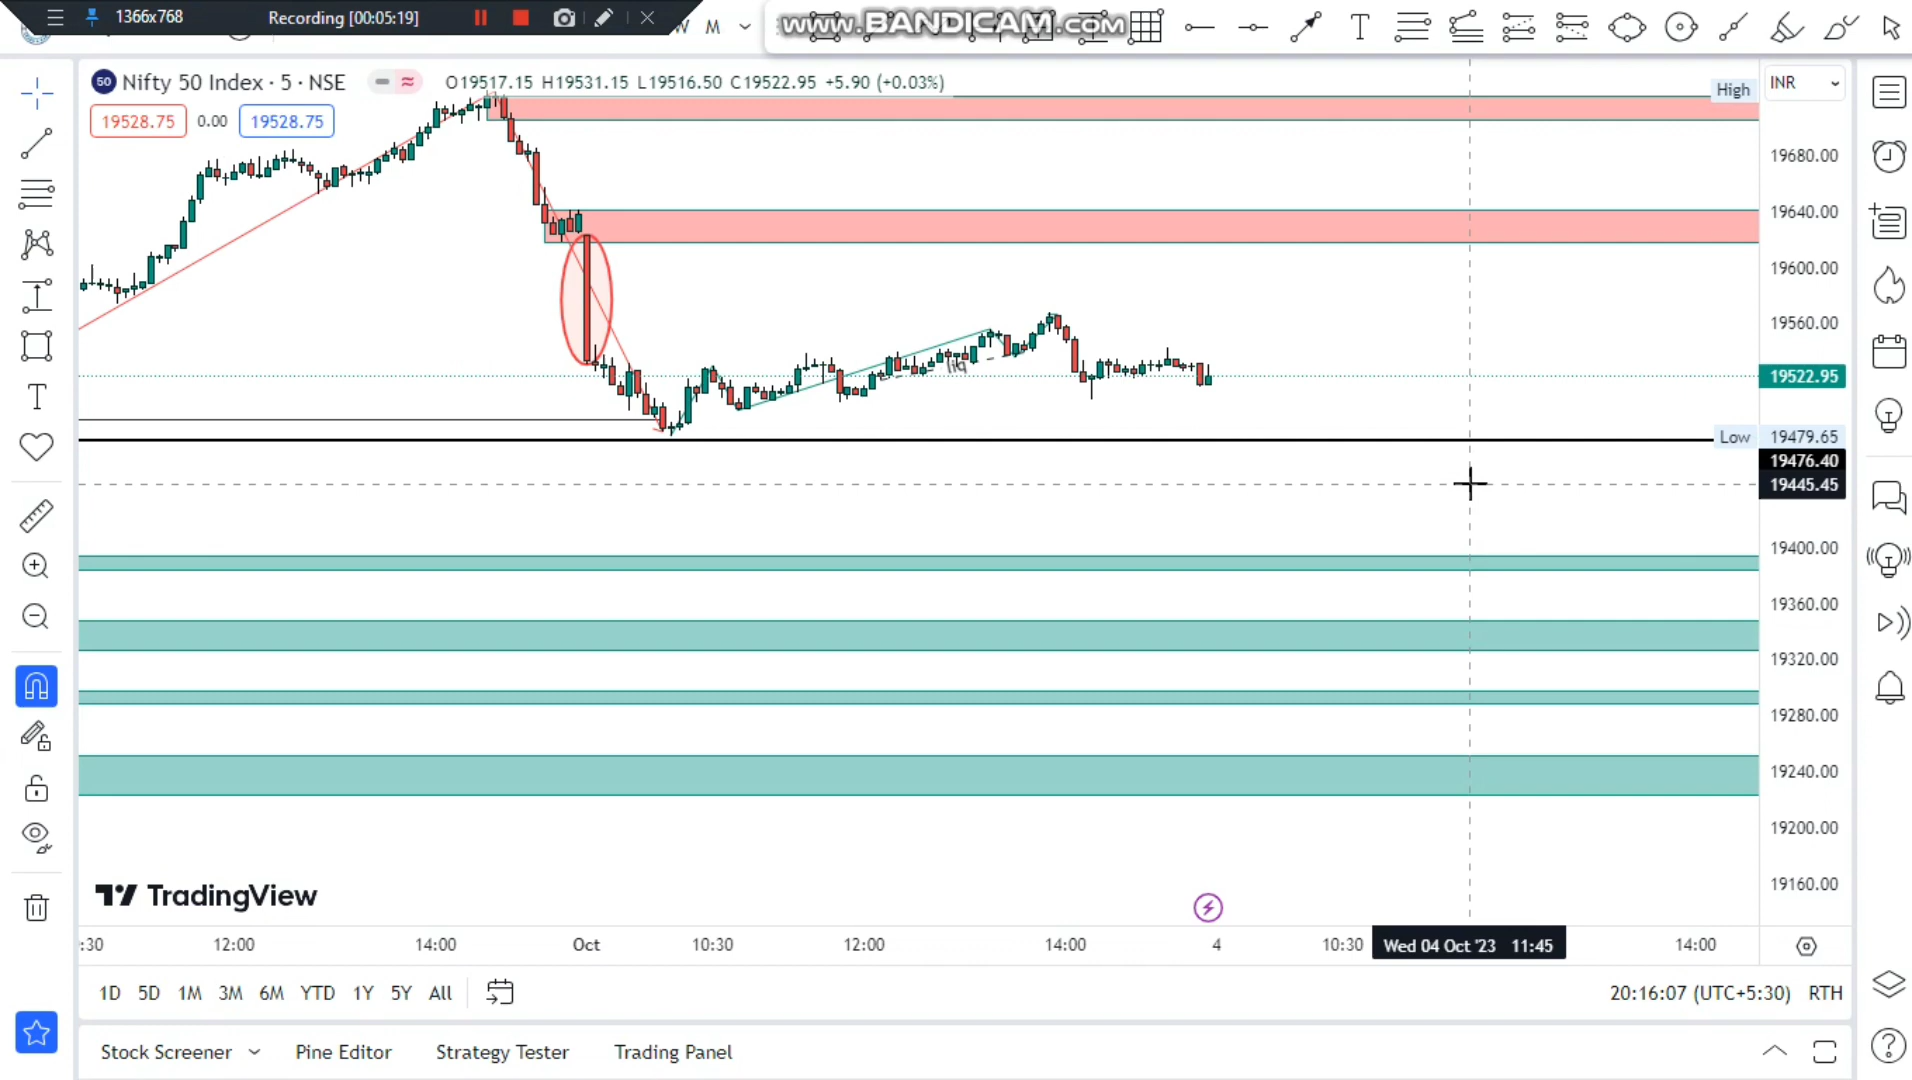 1366x768
Recording [00:05:19]
M
www.BANDICAM.com
T
50
Nifty 50 Index · 5 · NSE
O19517.15 H19531.15 L19516.50 C19522.95 +5.90 (+0.03%)
INR
High
19528.75
0.00
19528.75
19680.00
19640.00
19600.00
19560.00
liq
19522.95
Low
19479.65
19476.40
19445.45
19400.00
19360.00
19320.00
19280.00
19240.00
19200.00
19160.00
TradingView
:30
12:00
14:00
Oct
10:30
12:00
14:00
4
10:30
Wed 04 Oct '23 11:45
14:00
1D 5D 1M 3M 6M YTD 1Y 5Y All
20:16:07 (UTC+5:30) RTH
Stock Screener
Pine Editor
Strategy Tester
Trading Panel